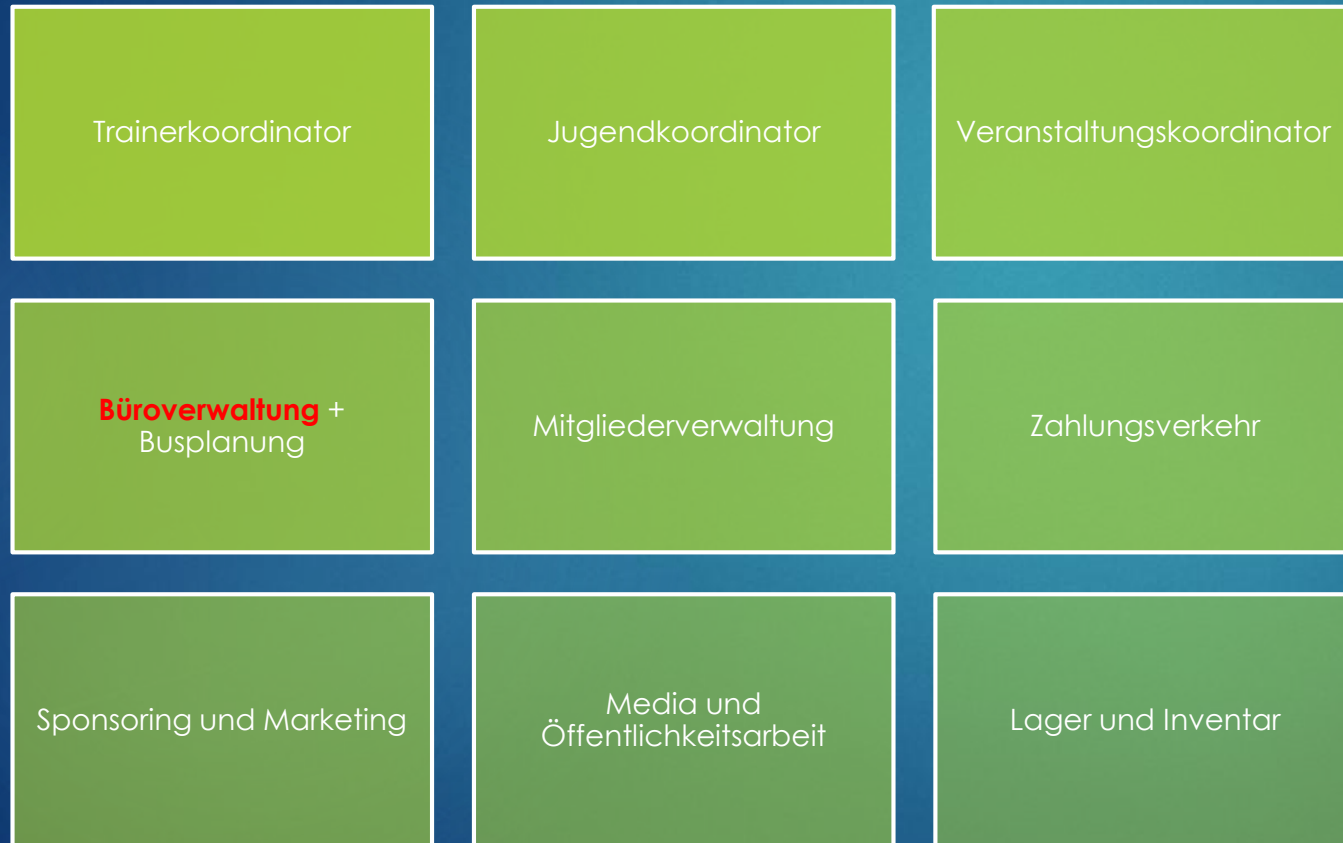 Trainerkoordinator
Jugendkoordinator
Veranstaltungskoordinator
Büroverwaltung +
Busplanung
Mitgliederverwaltung
Zahlungsverkehr
Sponsoring und Marketing
Media und
Öffentlichkeitsarbeit
Lager und Inventar